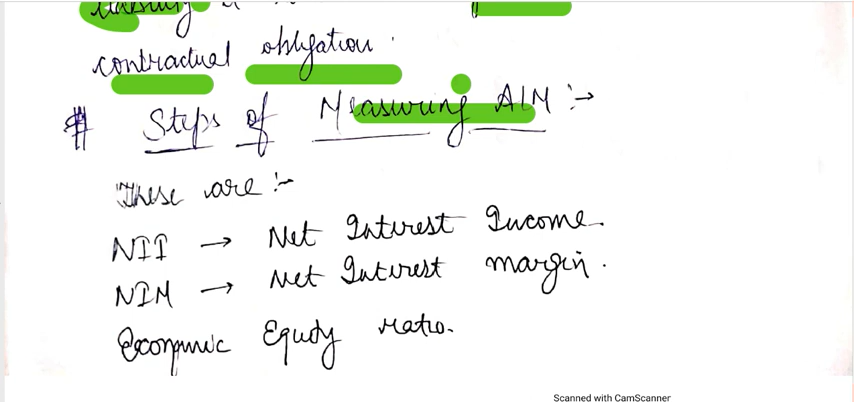 contractual obligation.
# Steps of Measuring ALM :→
These are :-
NII → Net Interest Income.
NIM → Net Interest margin.
Economic Equity ratio.
Scanned with CamScanner